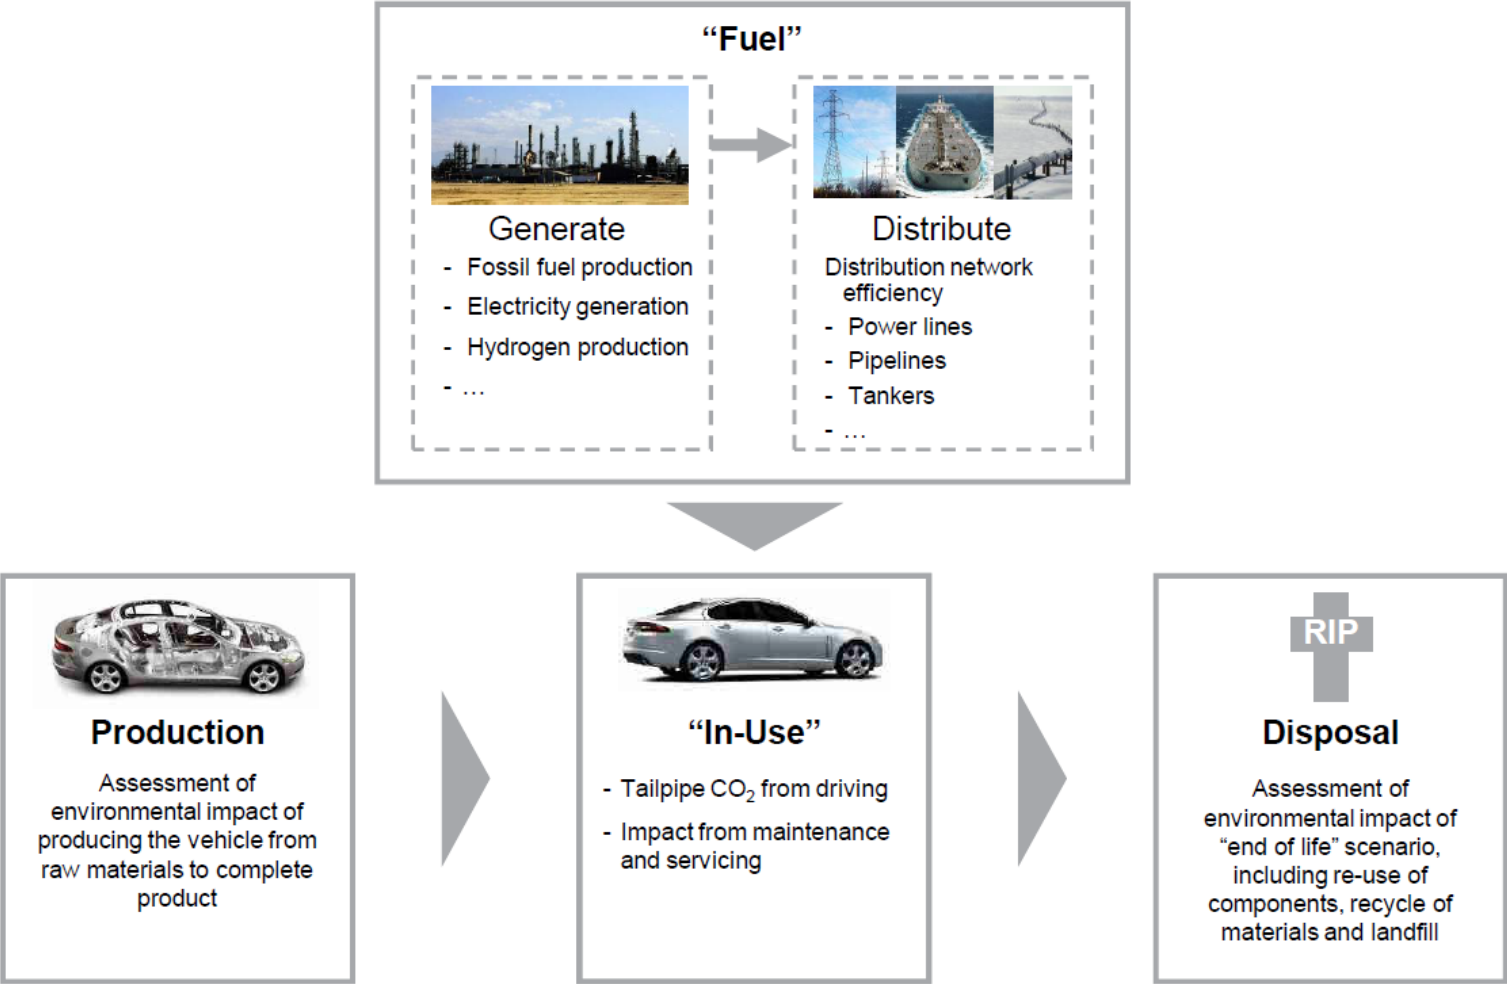 “Fuel”
Generate
- Fossil fuel production
- Electricity generation
- Hydrogen production
- …
Distribute
Distribution network
efficiency
- Power lines
- Pipelines
- Tankers
- …
Production
Assessment of
environmental impact of
producing the vehicle from
raw materials to complete
product
“In-Use”
- Tailpipe CO₂ from driving
- Impact from maintenance
and servicing
RIP
Disposal
Assessment of
environmental impact of
“end of life” scenario,
including re-use of
components, recycle of
materials and landfill